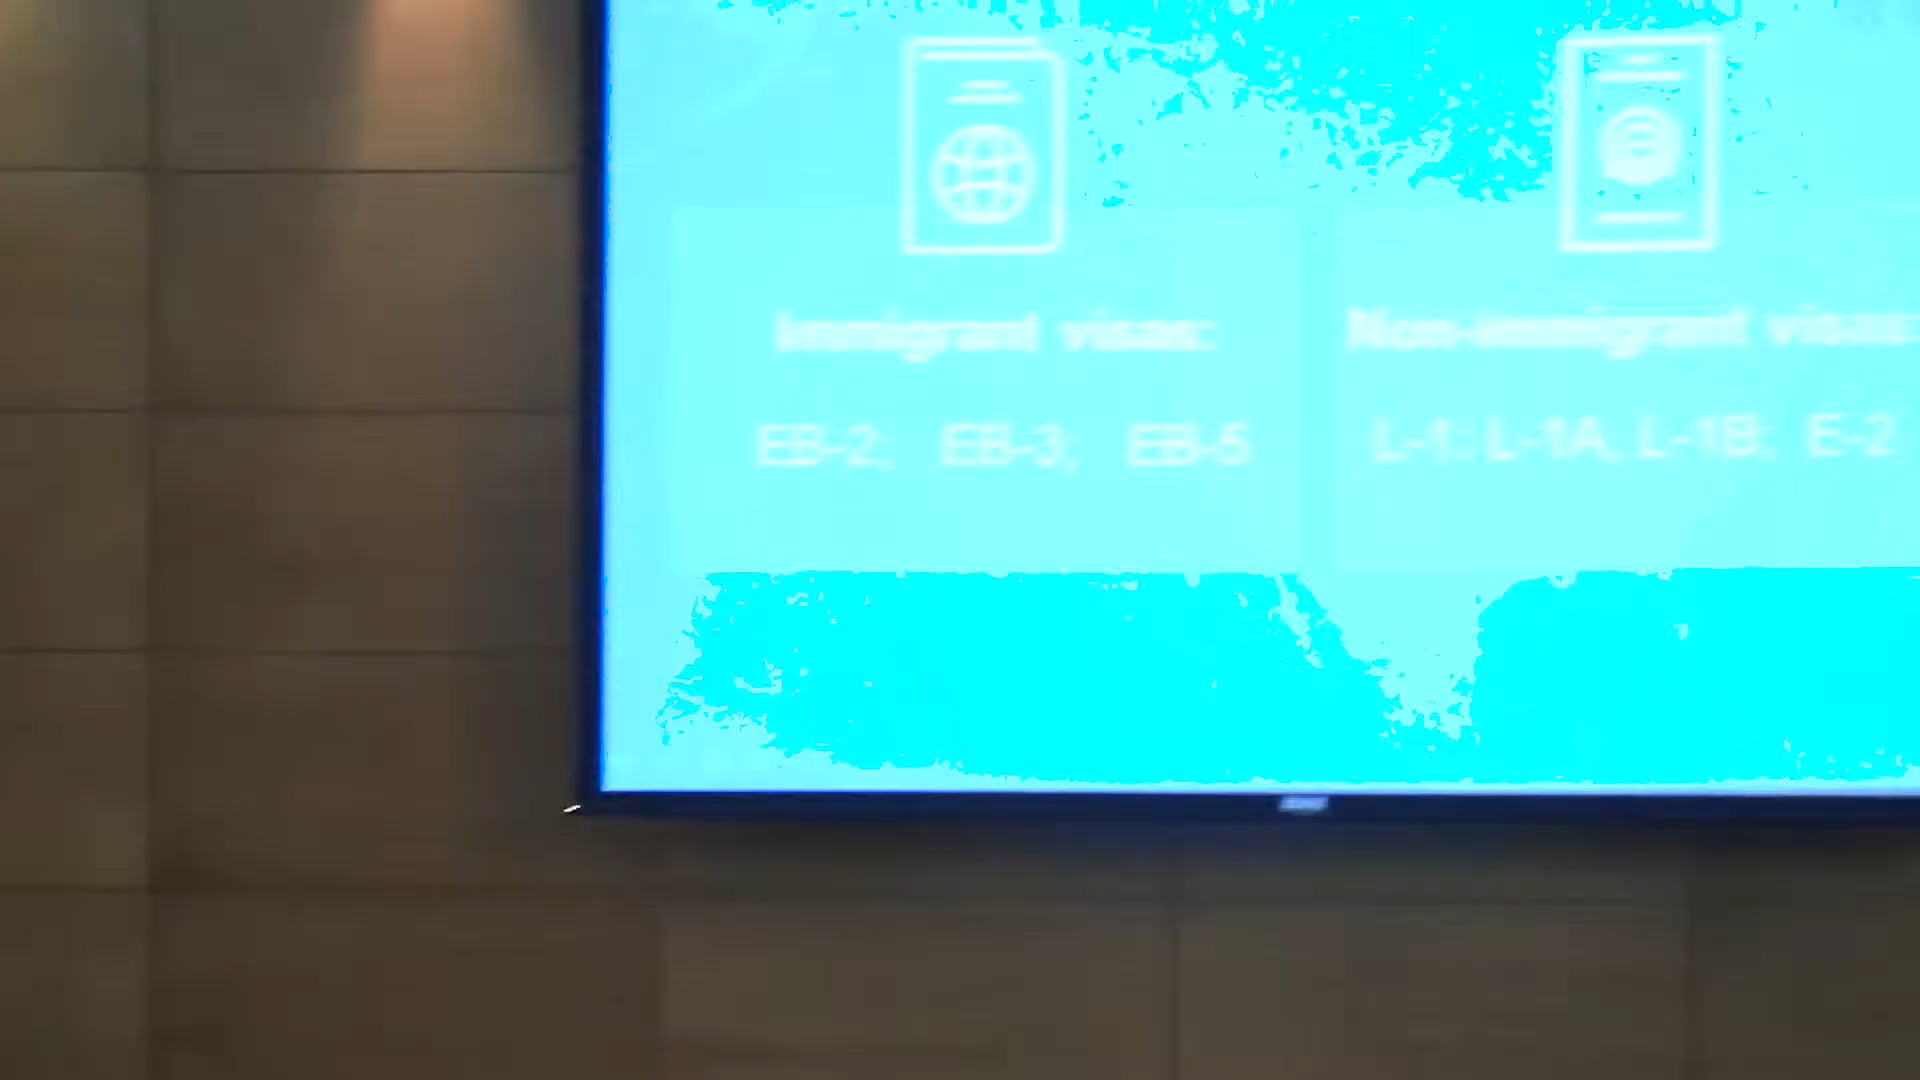 Immigrant visas:
EB-2; EB-3; EB-5
Non-immigrant visas:
L-1: L-1A, L-1B; E-2